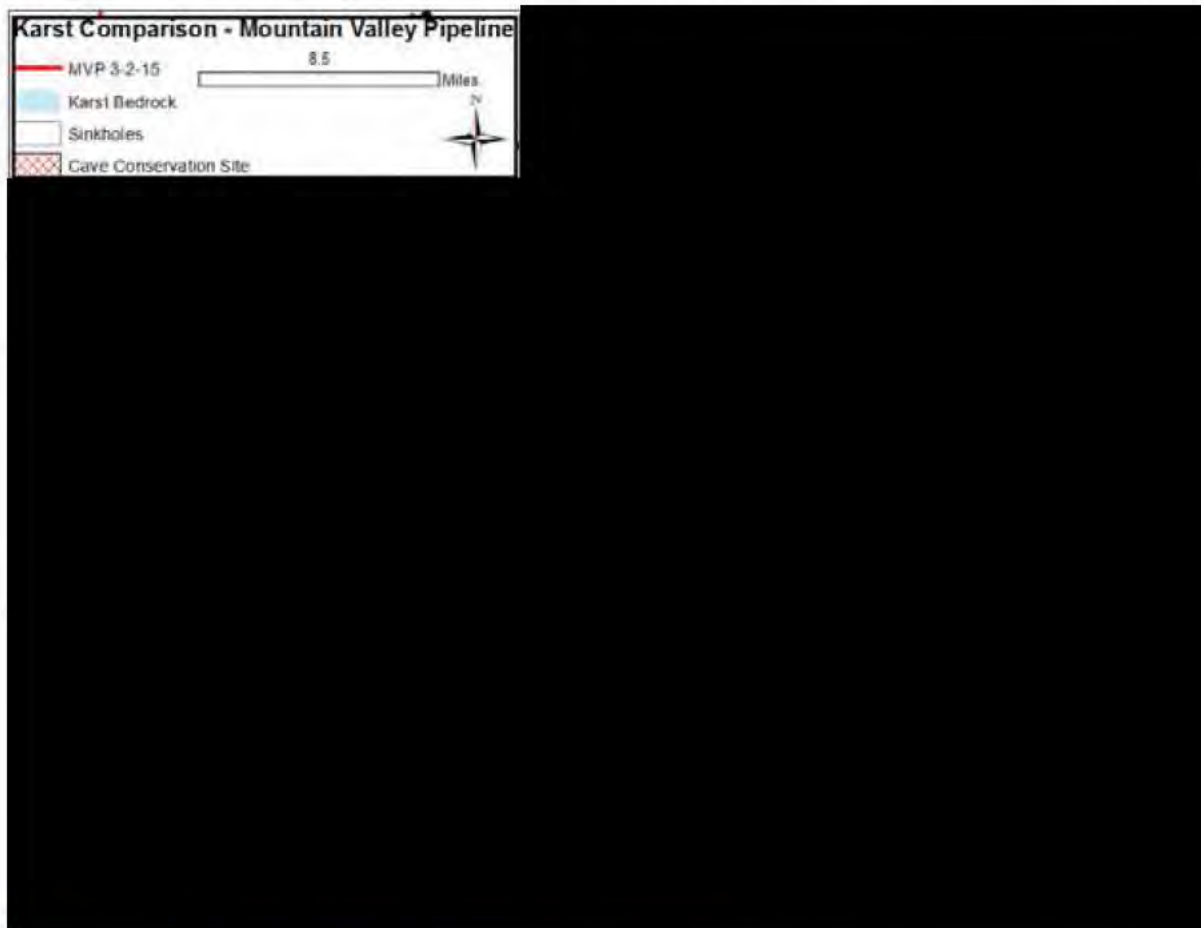 Karst Comparison - Mountain Valley Pipeline
MVP 3-2-15
8.5
Miles
Karst Bedrock
N
Sinkholes
Cave Conservation Site